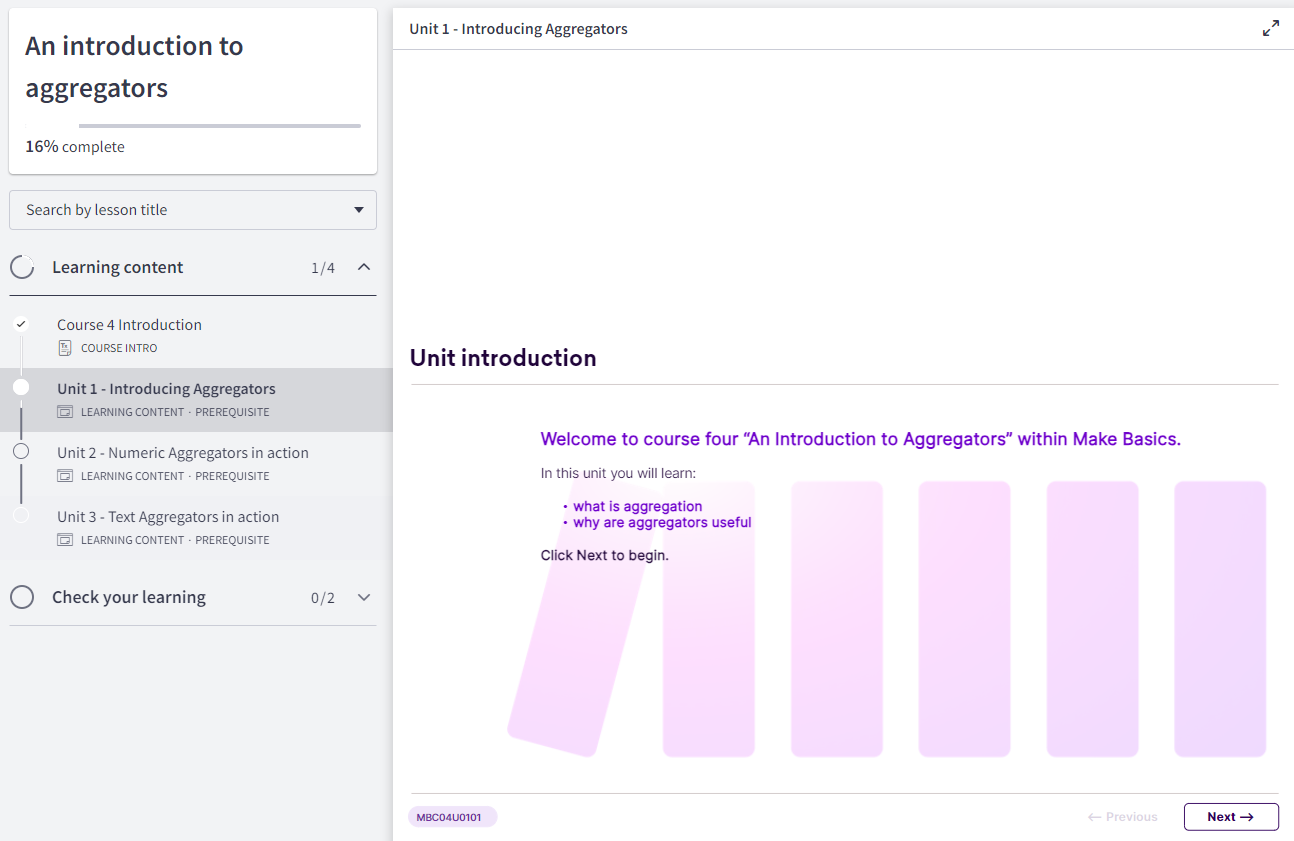 An introduction to
aggregators
16% complete
Search by lesson title
Learning content 1/4
Course 4 Introduction
COURSE INTRO
Unit 1 - Introducing Aggregators
LEARNING CONTENT · PREREQUISITE
Unit 2 - Numeric Aggregators in action
LEARNING CONTENT · PREREQUISITE
Unit 3 - Text Aggregators in action
LEARNING CONTENT · PREREQUISITE
Check your learning 0/2
Unit 1 - Introducing Aggregators
Unit introduction
Welcome to course four “An Introduction to Aggregators” within Make Basics.
In this unit you will learn:
• what is aggregation
• why are aggregators useful
Click Next to begin.
MBC04U0101
← Previous
Next →